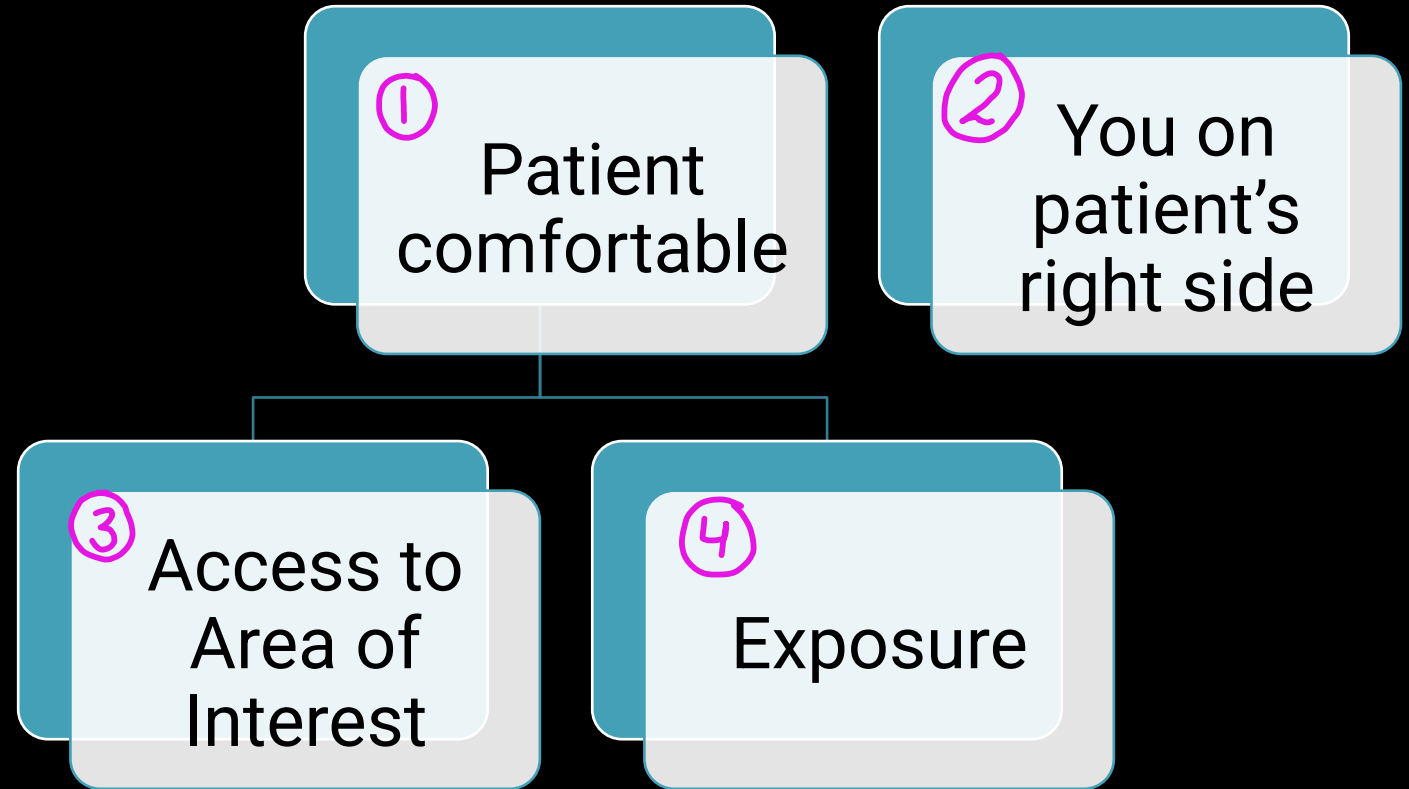 1
Patient
comfortable
2
You on
patient’s
right side
3
Access to
Area of
Interest
4
Exposure